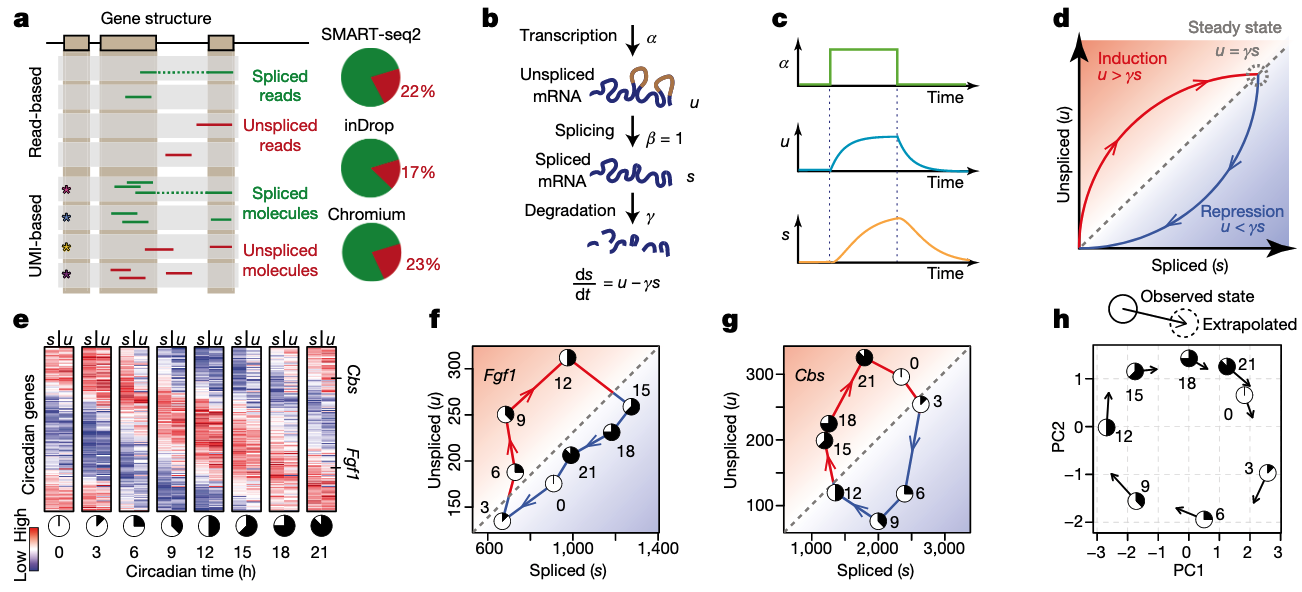 a
Gene structure
Read-based
UMI-based
Spliced
reads
Unspliced
reads
Spliced
molecules
Unspliced
molecules
*
*
*
*
SMART-seq2
22%
inDrop
17%
Chromium
23%
b
Transcription α
Unspliced
mRNA
u
Splicing β = 1
Spliced
mRNA
s
Degradation γ
ds/dt = u − γs
c
α
Time
u
Time
s
Time
d
Steady state
u = γs
Induction
u > γs
Repression
u < γs
Unspliced (u)
Spliced (s)
e
s u s u s u s u s u s u s u s u
Circadian genes
Cbs
Fgf1
Low High
0 3 6 9 12 15 18 21
Circadian time (h)
f
Fgf1
Unspliced (u)
300
250
200
150
12
15
9
18
6
21
0
3
600 1,000 1,400
Spliced (s)
g
Cbs
Unspliced (u)
300
200
100
21
0
3
18
15
12
6
9
1,000 2,000 3,000
Spliced (s)
h
Observed state
Extrapolated
PC2
1
0
−1
−2
15
18
21
0
12
3
9
6
−3 −2 −1 0 1 2 3
PC1